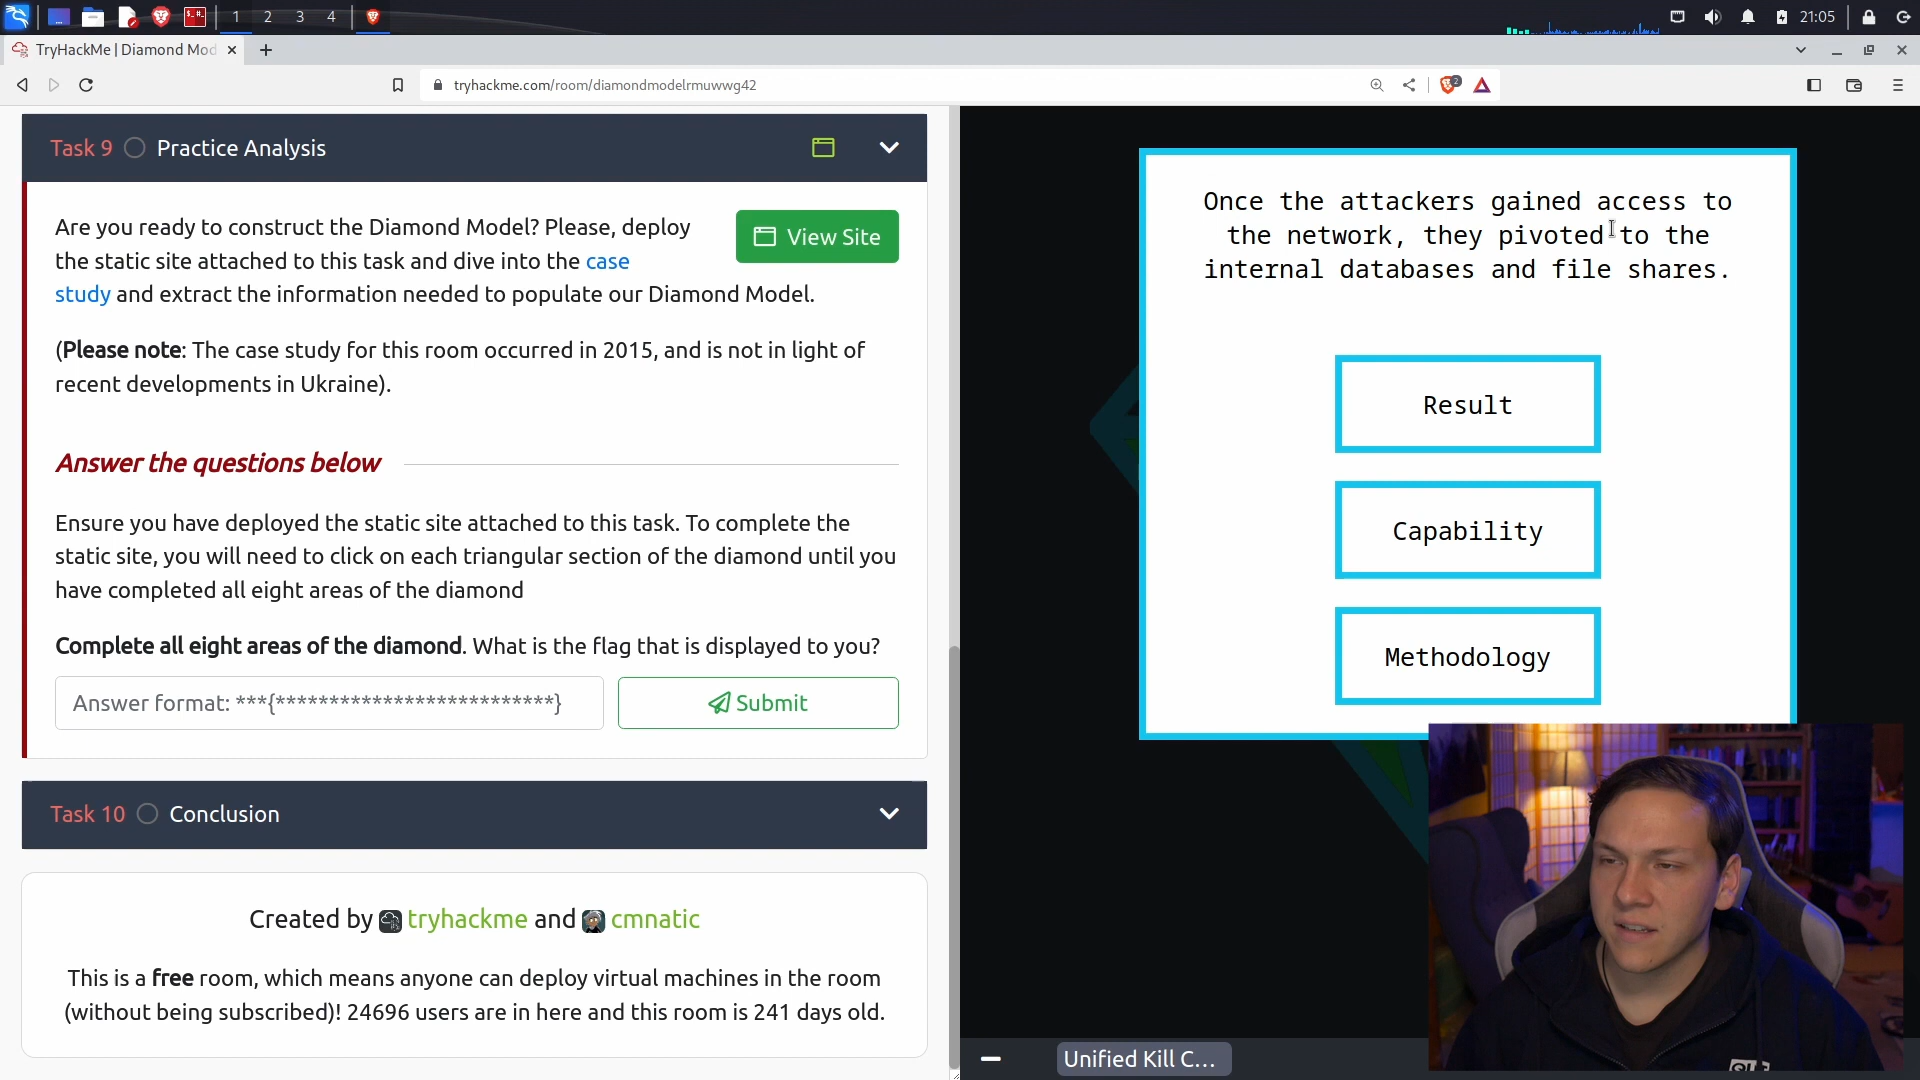 1 2 3 4
21:05
TryHackMe | Diamond Mod
tryhackme.com/room/diamondmodelrmuwwg42
2
Task 9 Practice Analysis
Are you ready to construct the Diamond Model? Please, deploy
the static site attached to this task and dive into the case
study and extract the information needed to populate our Diamond Model.
View Site
(Please note: The case study for this room occurred in 2015, and is not in light of
recent developments in Ukraine).
Answer the questions below
Ensure you have deployed the static site attached to this task. To complete the
static site, you will need to click on each triangular section of the diamond until you
have completed all eight areas of the diamond
Complete all eight areas of the diamond. What is the flag that is displayed to you?
Answer format: ***{**************************}
Submit
Task 10 Conclusion
Created by tryhackme and cmnatic
This is a free room, which means anyone can deploy virtual machines in the room
(without being subscribed)! 24696 users are in here and this room is 241 days old.
Once the attackers gained access to
the network, they pivoted to the
internal databases and file shares.
Result
Capability
Methodology
Unified Kill C...